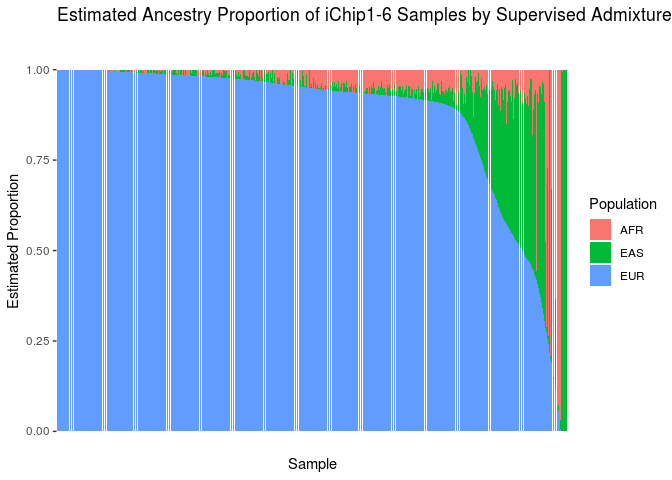 Estimated Ancestry Proportion of iChip1-6 Samples by Supervised Admixture
1.00
0.75
0.50
0.25
0.00
Estimated Proportion
Sample
Population
AFR
EAS
EUR